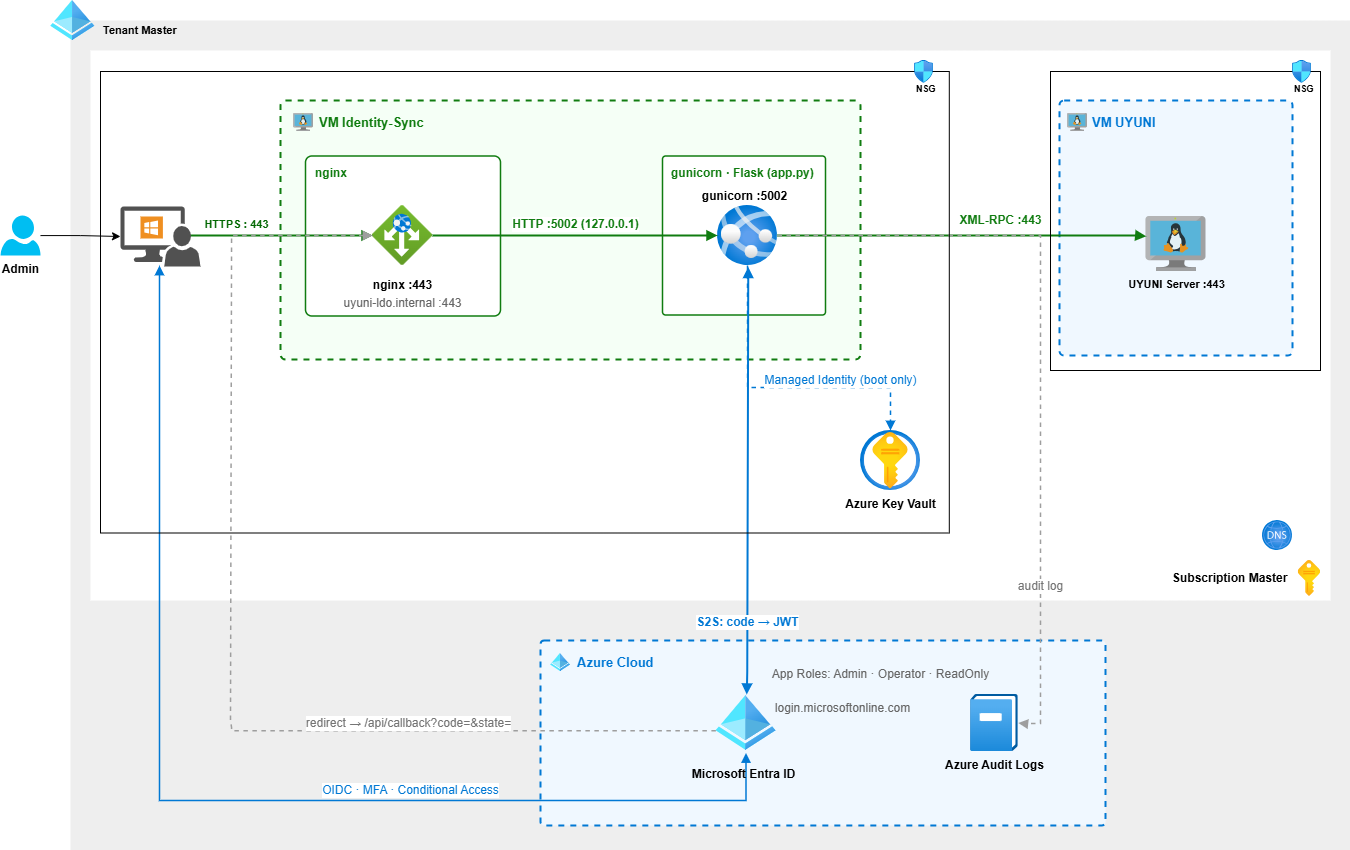 Tenant Master
NSG
NSG
VM Identity-Sync
VM UYUNI
nginx
gunicorn · Flask (app.py)
gunicorn :5002
HTTPS : 443
HTTP :5002 (127.0.0.1)
XML-RPC :443
Admin
nginx :443
uyuni-ldo.internal :443
UYUNI Server :443
Managed Identity (boot only)
Azure Key Vault
DNS
Subscription Master
audit log
S2S: code → JWT
Azure Cloud
App Roles: Admin · Operator · ReadOnly
login.microsoftonline.com
redirect → /api/callback?code=&state=
Microsoft Entra ID
Azure Audit Logs
OIDC · MFA · Conditional Access